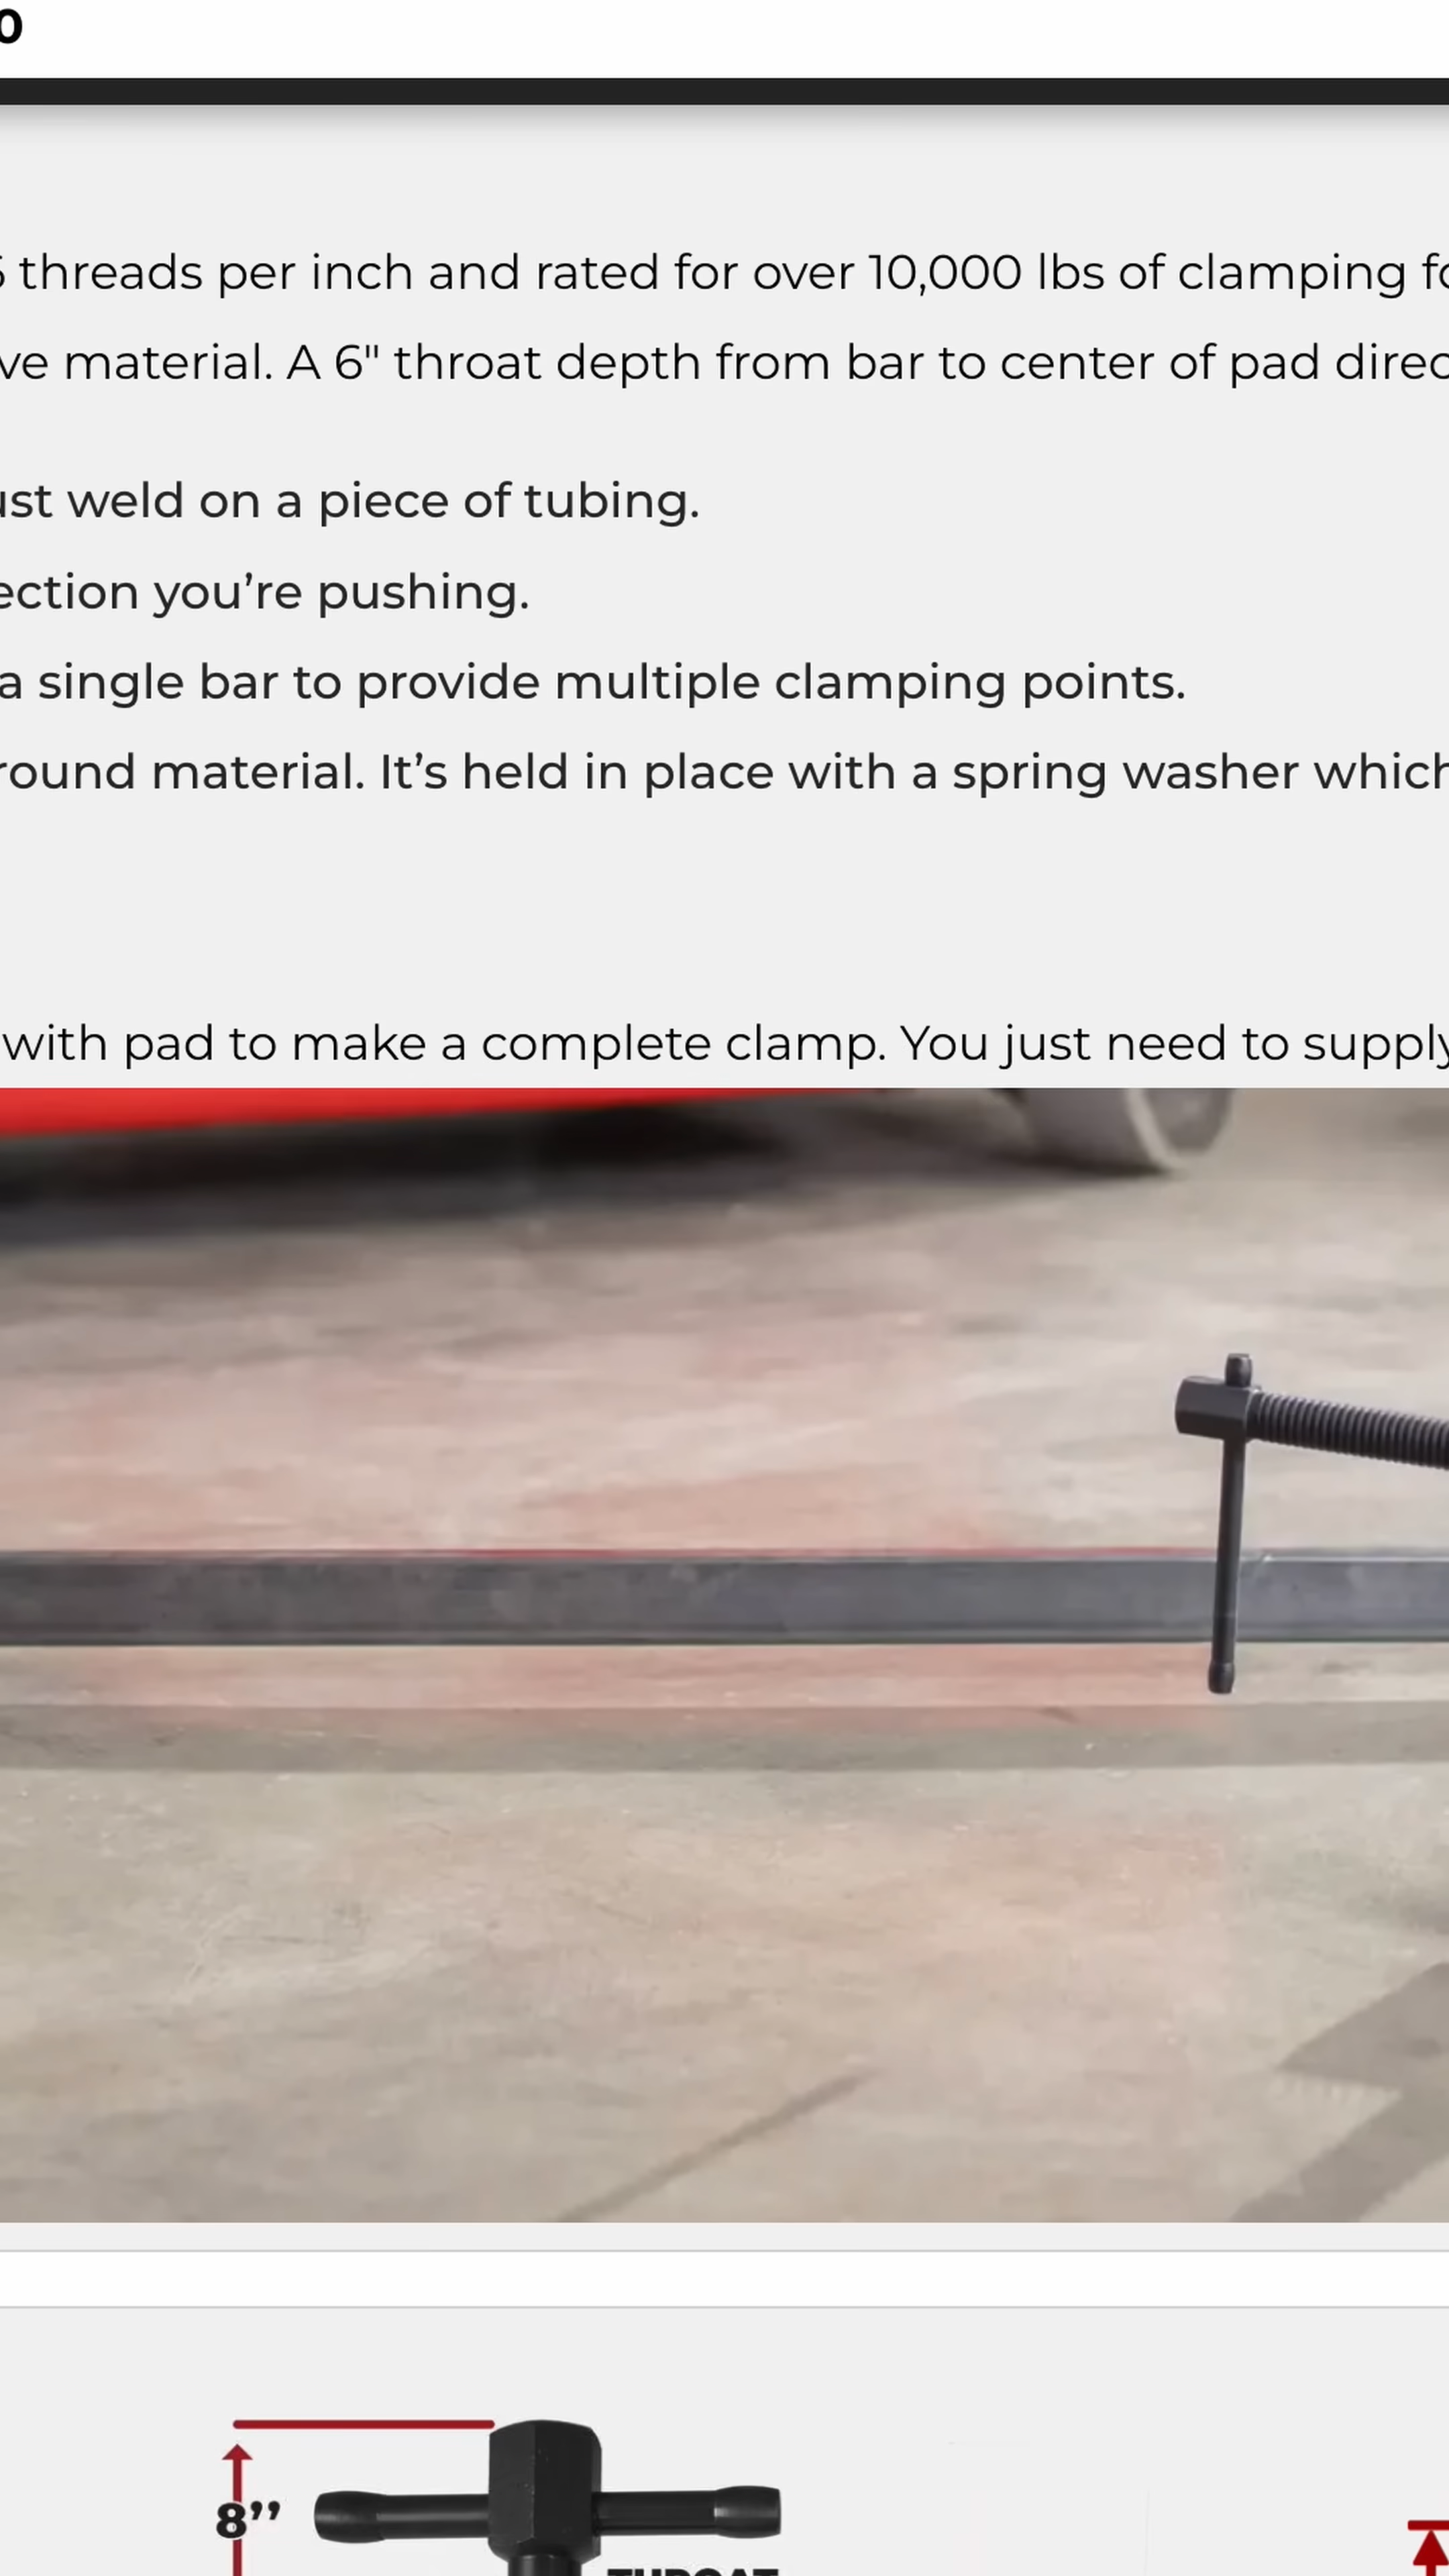 0
threads per inch and rated for over 10,000 lbs of clamping
ve material. A 6" throat depth from bar to center of pad direc
ust weld on a piece of tubing.
ection you’re pushing.
a single bar to provide multiple clamping points.
round material. It’s held in place with a spring washer which
with pad to make a complete clamp. You just need to supply
8’’
THROAT